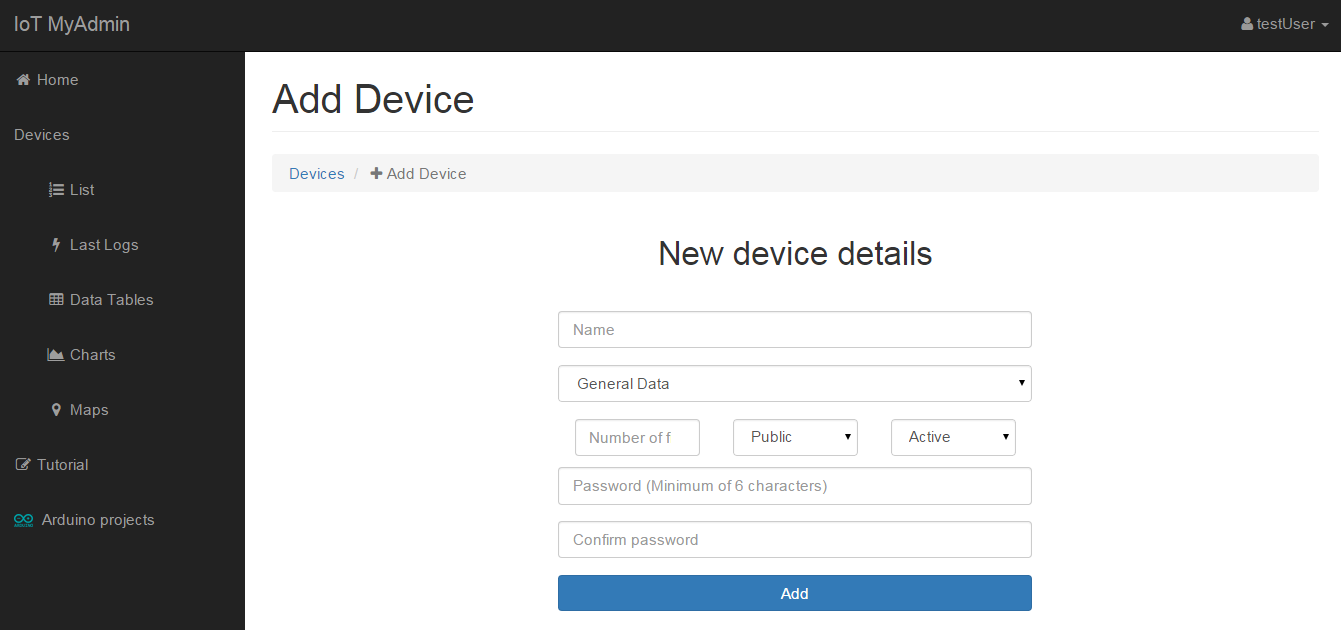 IoT MyAdmin
testUser
Home
Devices
List
Last Logs
Data Tables
Charts
Maps
Tutorial
Arduino projects
Add Device
Devices / Add Device
New device details
Name
General Data
Number of f
Public
Active
Password (Minimum of 6 characters)
Confirm password
Add